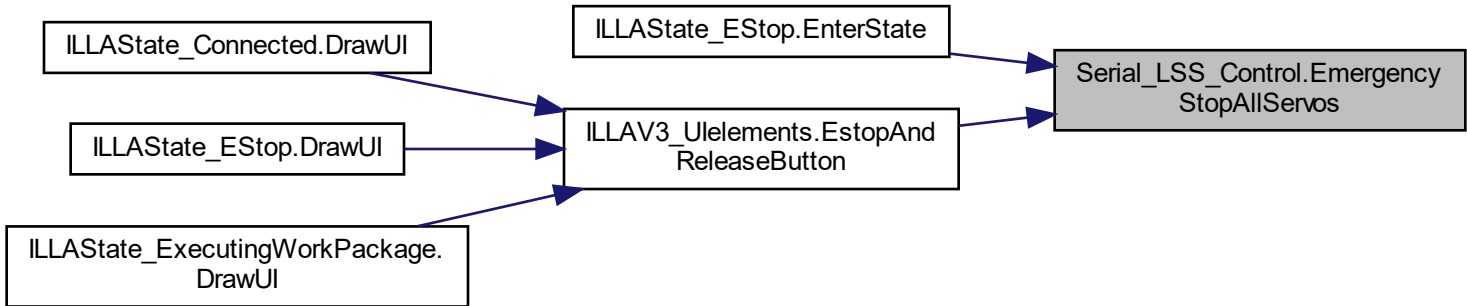 ILLAState_Connected.DrawUI
ILLAState_EStop.DrawUI
ILLAState_ExecutingWorkPackage.
DrawUI
ILLAState_EStop.EnterState
ILLAV3_UIelements.EstopAnd
ReleaseButton
Serial_LSS_Control.Emergency
StopAllServos